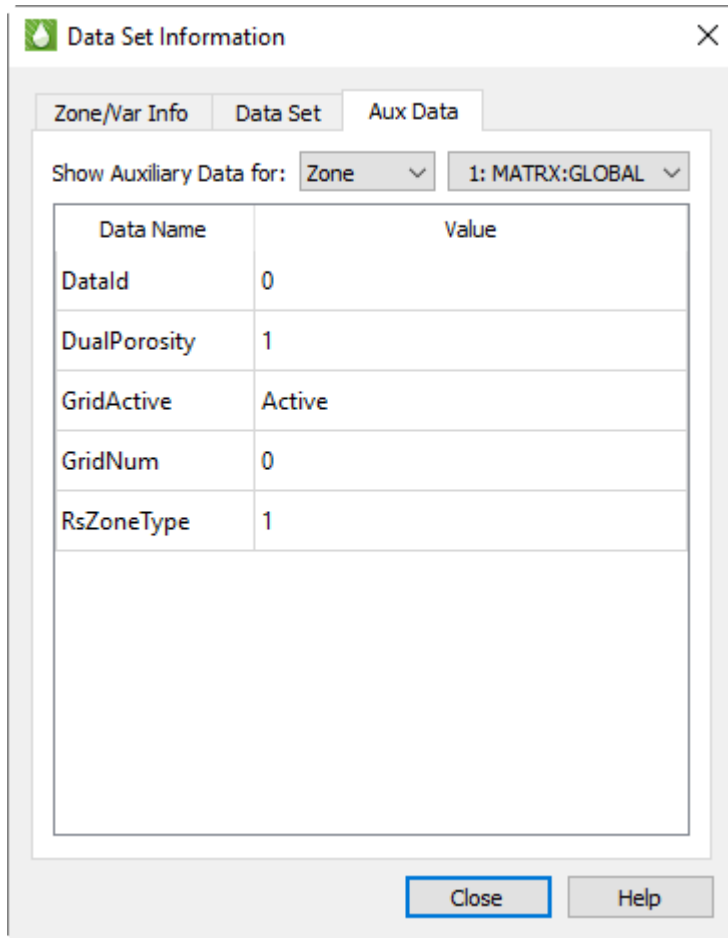 Data Set Information
Zone/Var Info Data Set Aux Data
Show Auxiliary Data for: Zone 1: MATRX:GLOBAL
Data Name Value
DataId 0
DualPorosity 1
GridActive Active
GridNum 0
RsZoneType 1
Close Help